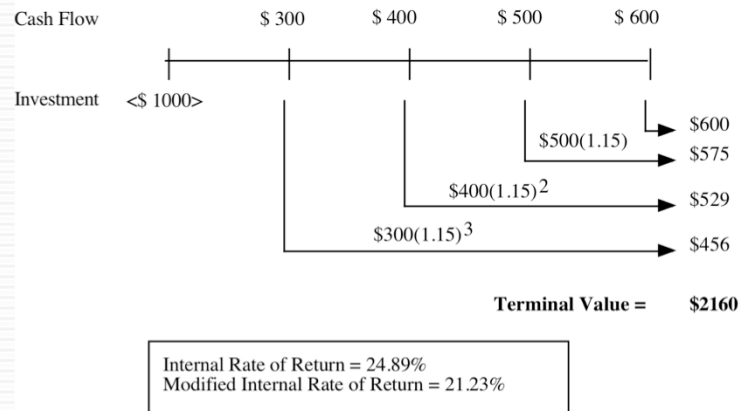 Cash Flow $ 300 $ 400 $ 500 $ 600
Investment <$ 1000>
$600
$500(1.15)
$575
$400(1.15)2
$529
$300(1.15)3
$456
Terminal Value = $2160
Internal Rate of Return = 24.89%
Modified Internal Rate of Return = 21.23%